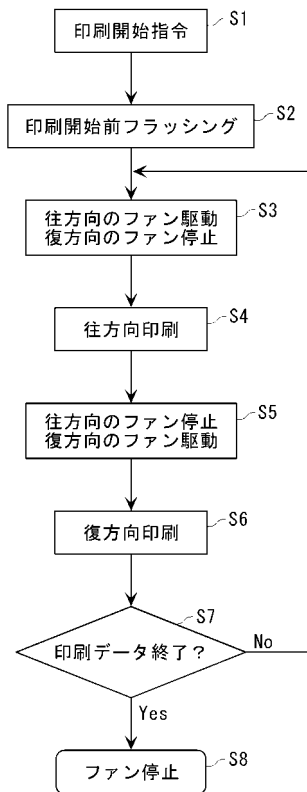 印刷開始指令
S1
印刷開始前フラッシング
S2
往方向のファン駆動
復方向のファン停止
S3
往方向印刷
S4
往方向のファン停止
復方向のファン駆動
S5
復方向印刷
S6
印刷データ終了?
S7
No
Yes
ファン停止
S8